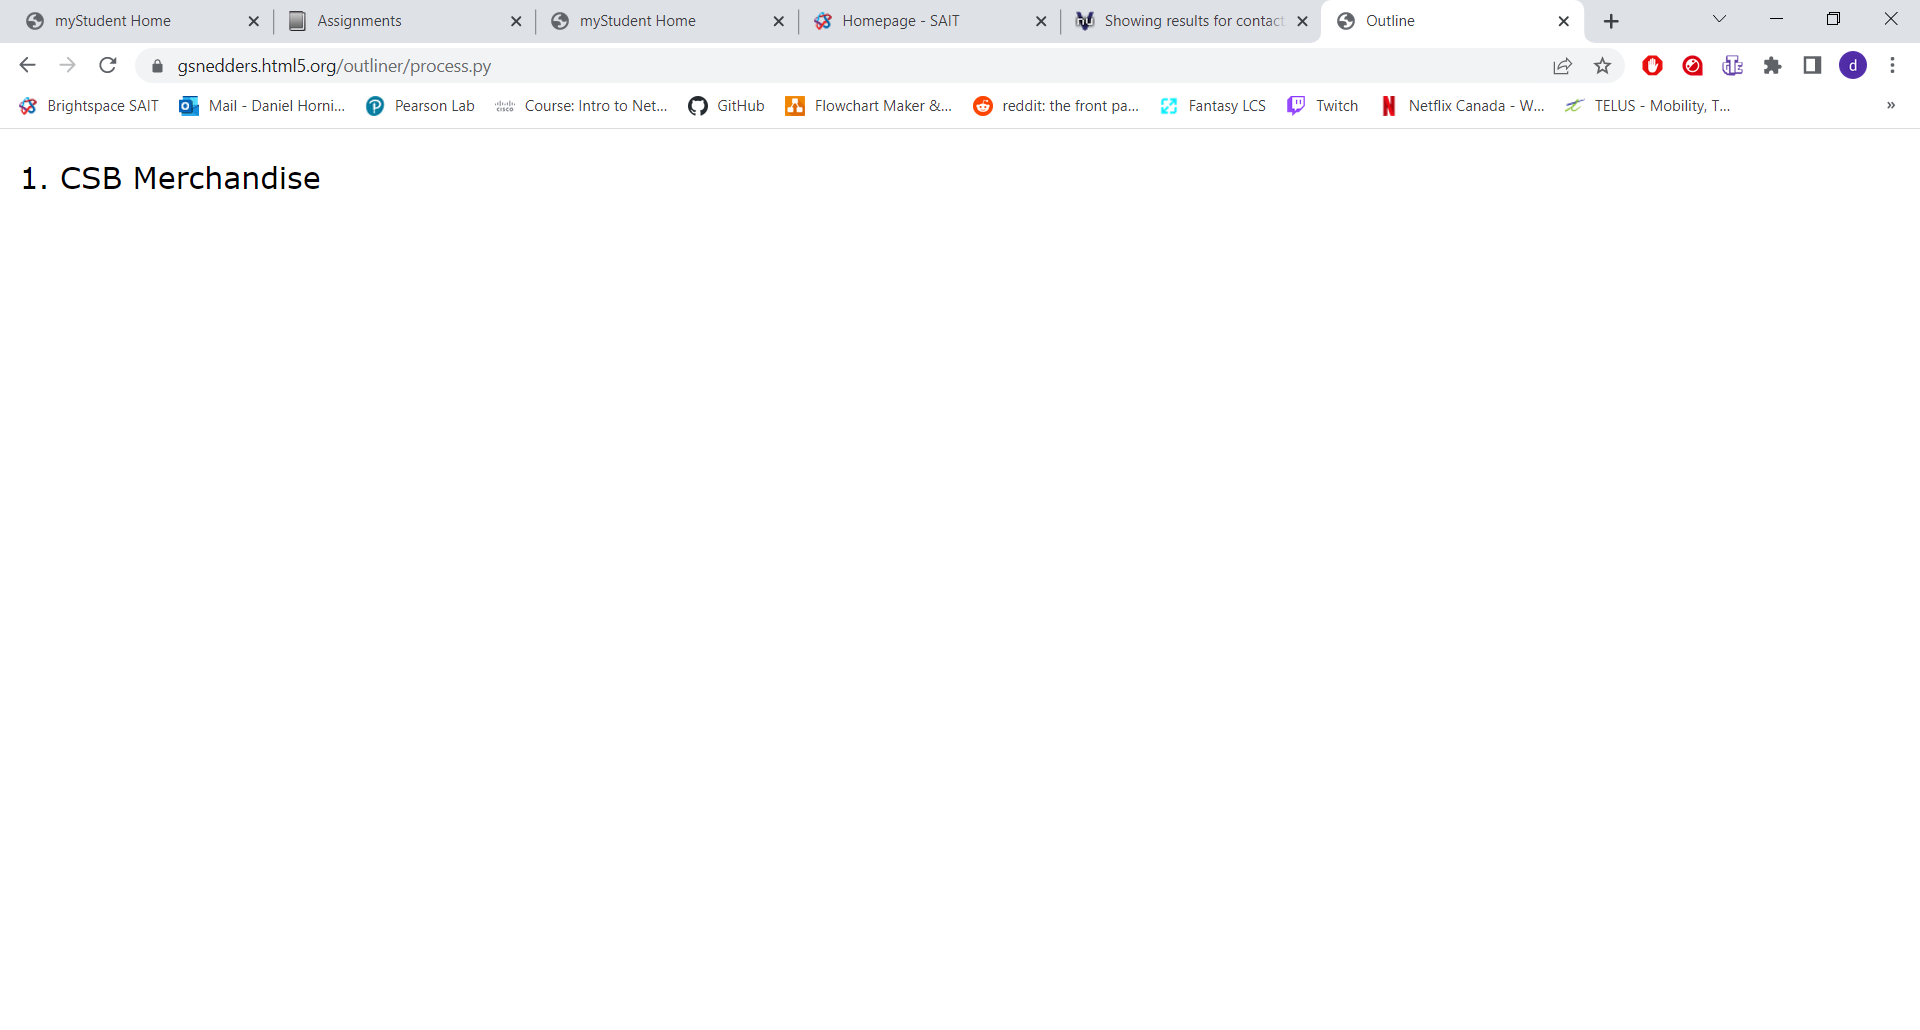 myStudent Home
Assignments
myStudent Home
Homepage - SAIT
Showing results for contact
Outline
gsnedders.html5.org/outliner/process.py
d
Brightspace SAIT
Mail - Daniel Horni...
Pearson Lab
Course: Intro to Net...
GitHub
Flowchart Maker &...
reddit: the front pa...
Fantasy LCS
Twitch
Netflix Canada - W...
TELUS - Mobility, T...
»
1. CSB Merchandise